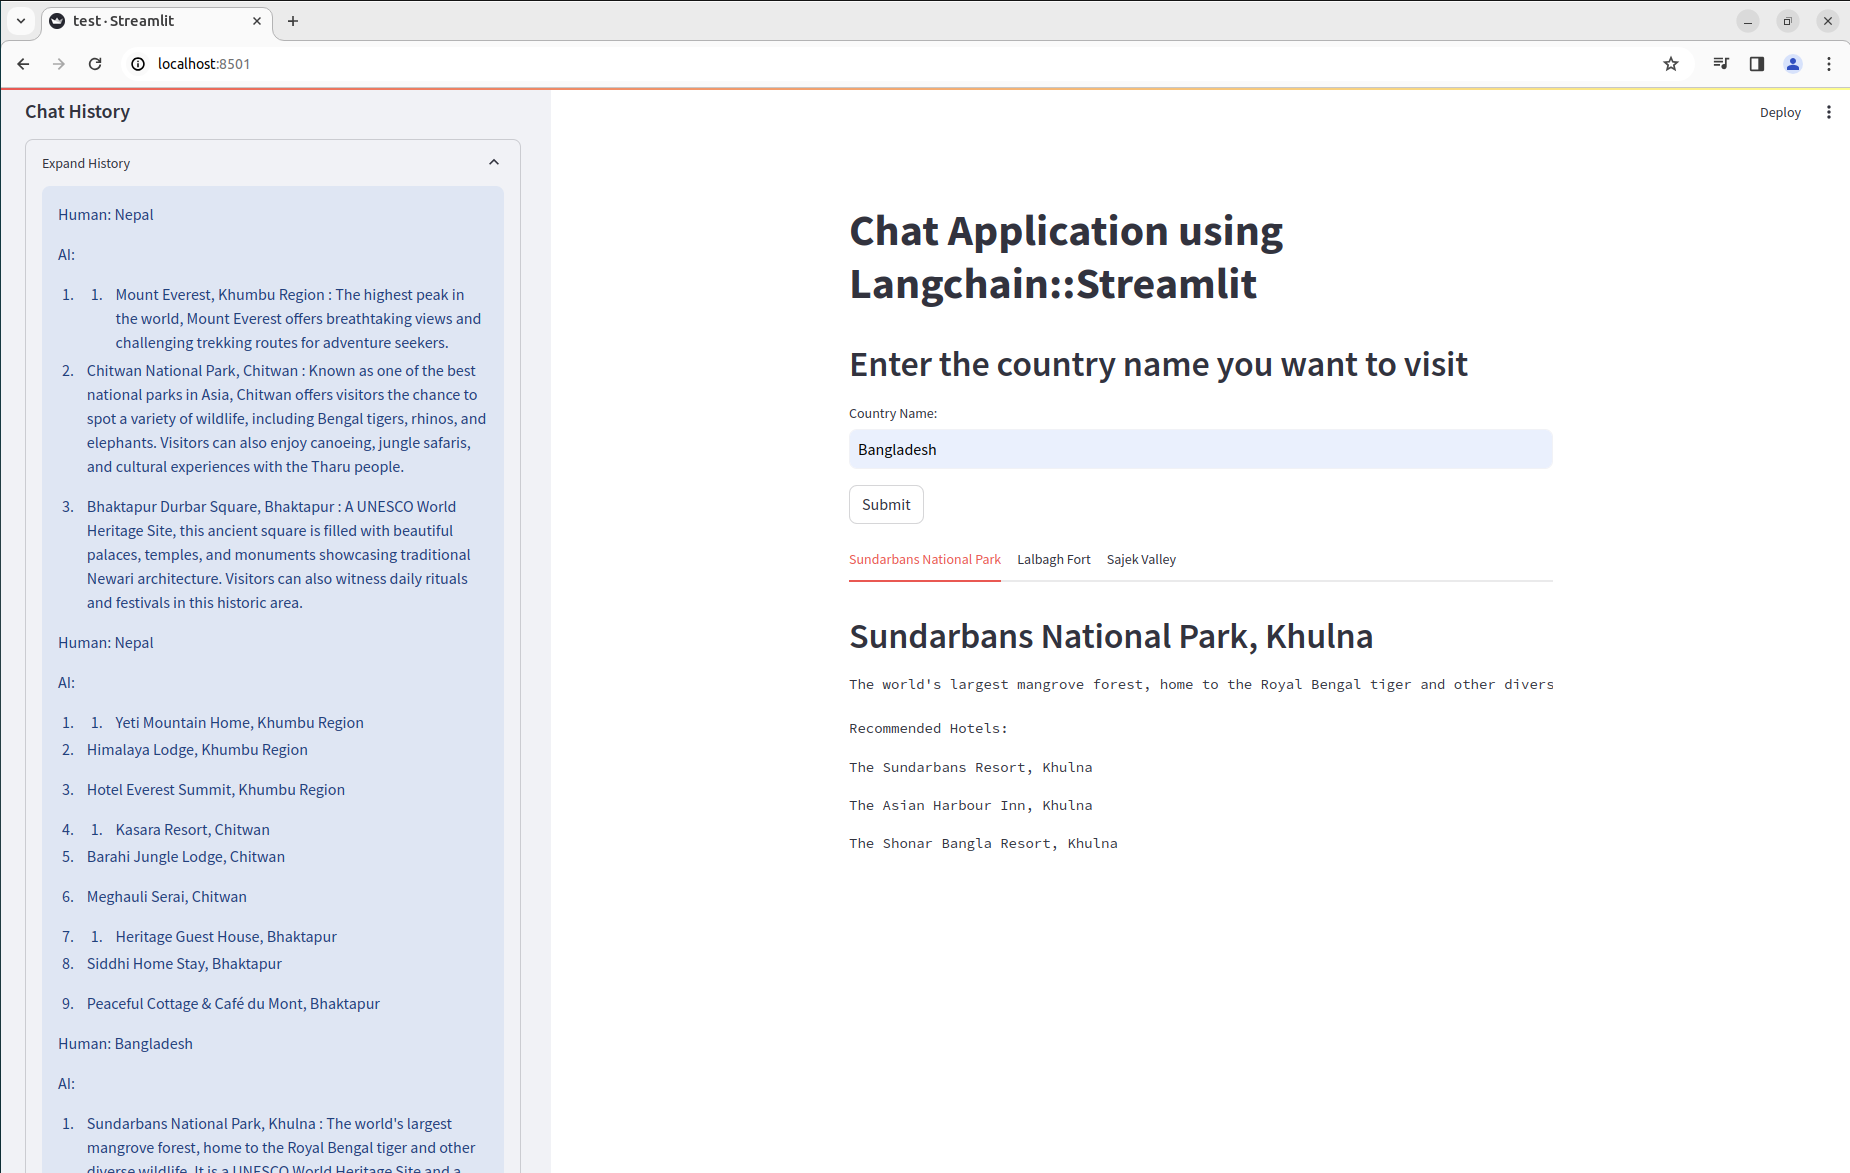 test · Streamlit
localhost:8501
Chat History
Expand History
Human: Nepal
AI:
1. 1. Mount Everest, Khumbu Region : The highest peak in
the world, Mount Everest offers breathtaking views and
challenging trekking routes for adventure seekers.
2. Chitwan National Park, Chitwan : Known as one of the best
national parks in Asia, Chitwan offers visitors the chance to
spot a variety of wildlife, including Bengal tigers, rhinos, and
elephants. Visitors can also enjoy canoeing, jungle safaris,
and cultural experiences with the Tharu people.
3. Bhaktapur Durbar Square, Bhaktapur : A UNESCO World
Heritage Site, this ancient square is filled with beautiful
palaces, temples, and monuments showcasing traditional
Newari architecture. Visitors can also witness daily rituals
and festivals in this historic area.
Human: Nepal
AI:
1. 1. Yeti Mountain Home, Khumbu Region
2. Himalaya Lodge, Khumbu Region
3. Hotel Everest Summit, Khumbu Region
4. 1. Kasara Resort, Chitwan
5. Barahi Jungle Lodge, Chitwan
6. Meghauli Serai, Chitwan
7. 1. Heritage Guest House, Bhaktapur
8. Siddhi Home Stay, Bhaktapur
9. Peaceful Cottage & Café du Mont, Bhaktapur
Human: Bangladesh
AI:
1. Sundarbans National Park, Khulna : The world's largest
mangrove forest, home to the Royal Bengal tiger and other
diverse wildlife. It is a UNESCO World Heritage Site and a
Deploy
Chat Application using
Langchain::Streamlit
Enter the country name you want to visit
Country Name:
Bangladesh
Submit
Sundarbans National Park Lalbagh Fort Sajek Valley
Sundarbans National Park, Khulna
The world's largest mangrove forest, home to the Royal Bengal tiger and other divers
Recommended Hotels:
The Sundarbans Resort, Khulna
The Asian Harbour Inn, Khulna
The Shonar Bangla Resort, Khulna